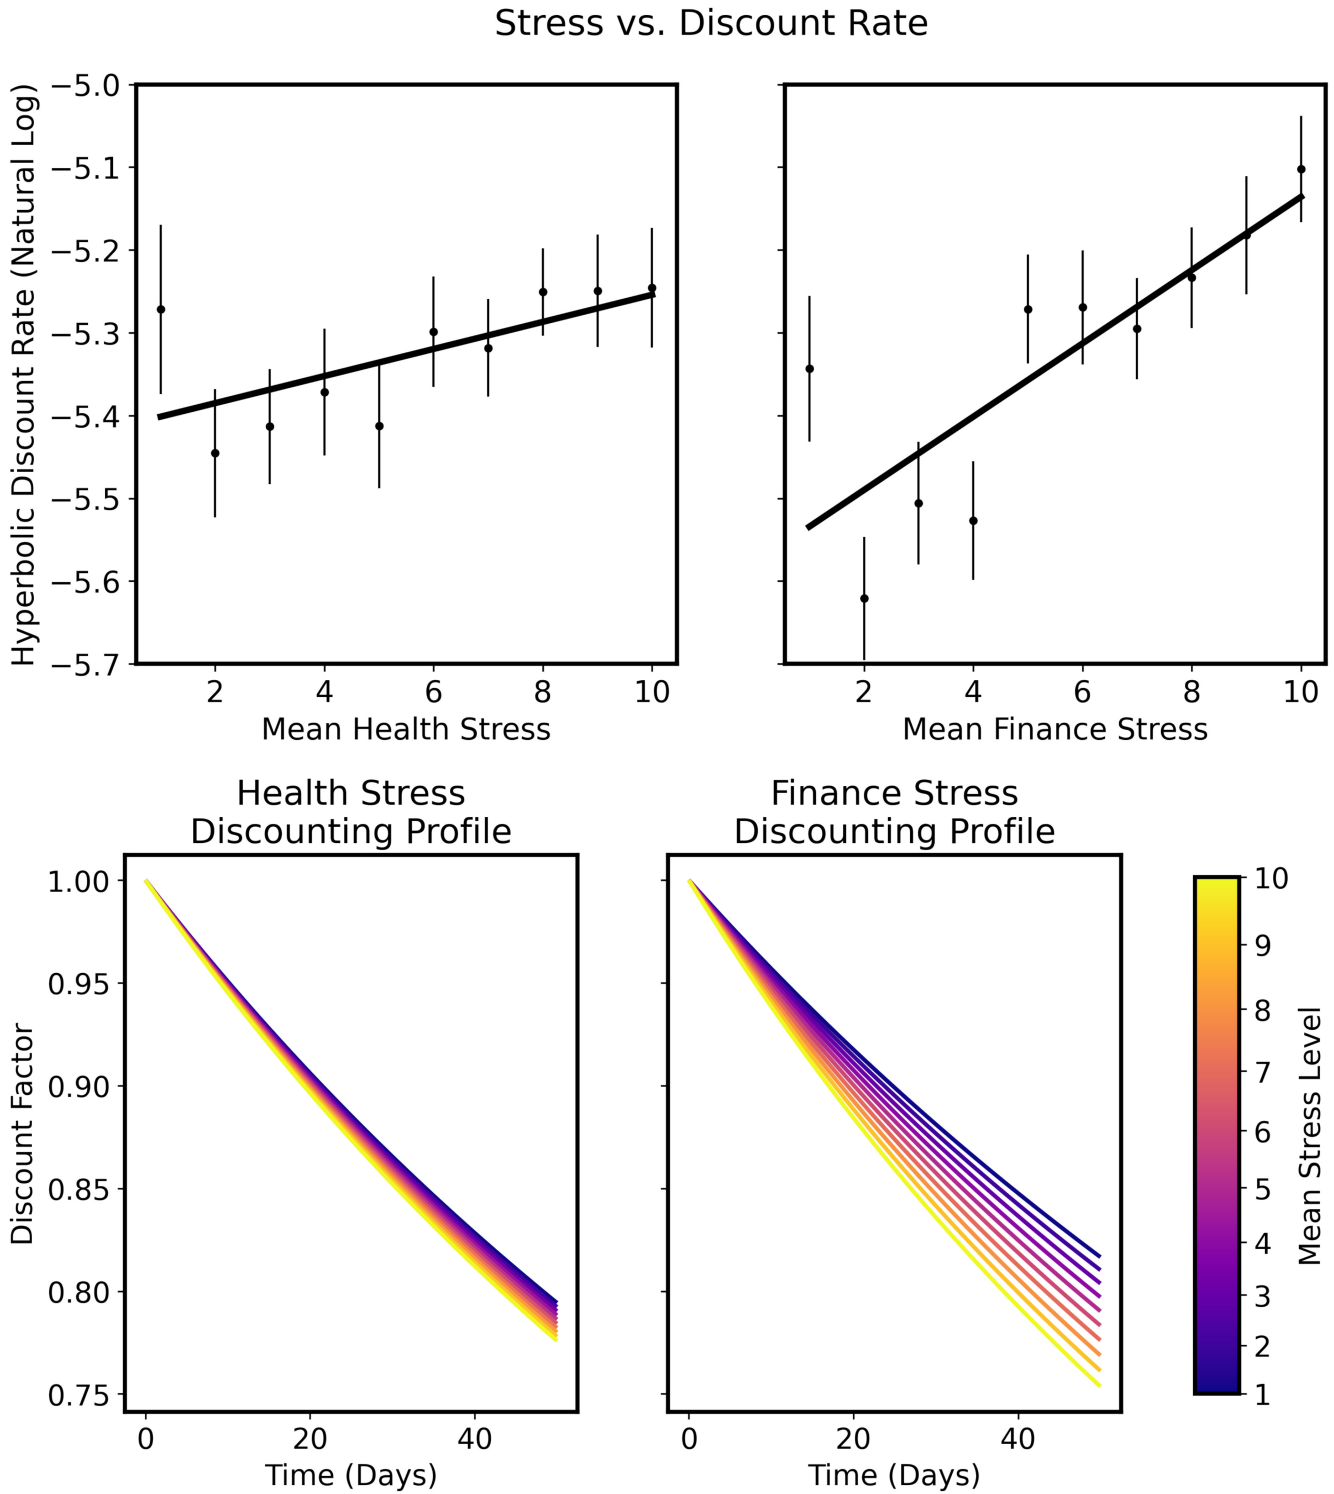 Stress vs. Discount Rate
Hyperbolic Discount Rate (Natural Log)
−5.0
−5.1
−5.2
−5.3
−5.4
−5.5
−5.6
−5.7
2 4 6 8 10
Mean Health Stress
2 4 6 8 10
Mean Finance Stress
Health Stress
Discounting Profile
Discount Factor
1.00
0.95
0.90
0.85
0.80
0.75
0 20 40
Time (Days)
Finance Stress
Discounting Profile
0 20 40
Time (Days)
10
9
8
7
6
5
4
3
2
1
Mean Stress Level